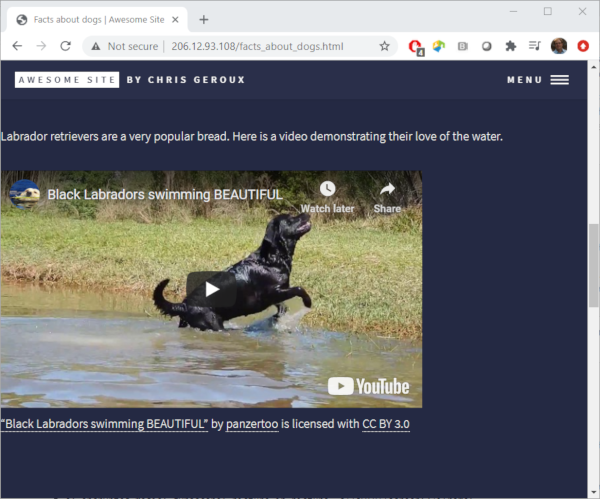 Facts about dogs | Awesome Site
Not secure | 206.12.93.108/facts_about_dogs.html
4
AWESOME SITE BY CHRIS GEROUX
MENU
Labrador retrievers are a very popular bread. Here is a video demonstrating their love of the water.
Black Labradors swimming BEAUTIFUL
Watch later
Share
YouTube
“Black Labradors swimming BEAUTIFUL” by panzertoo is licensed with CC BY 3.0